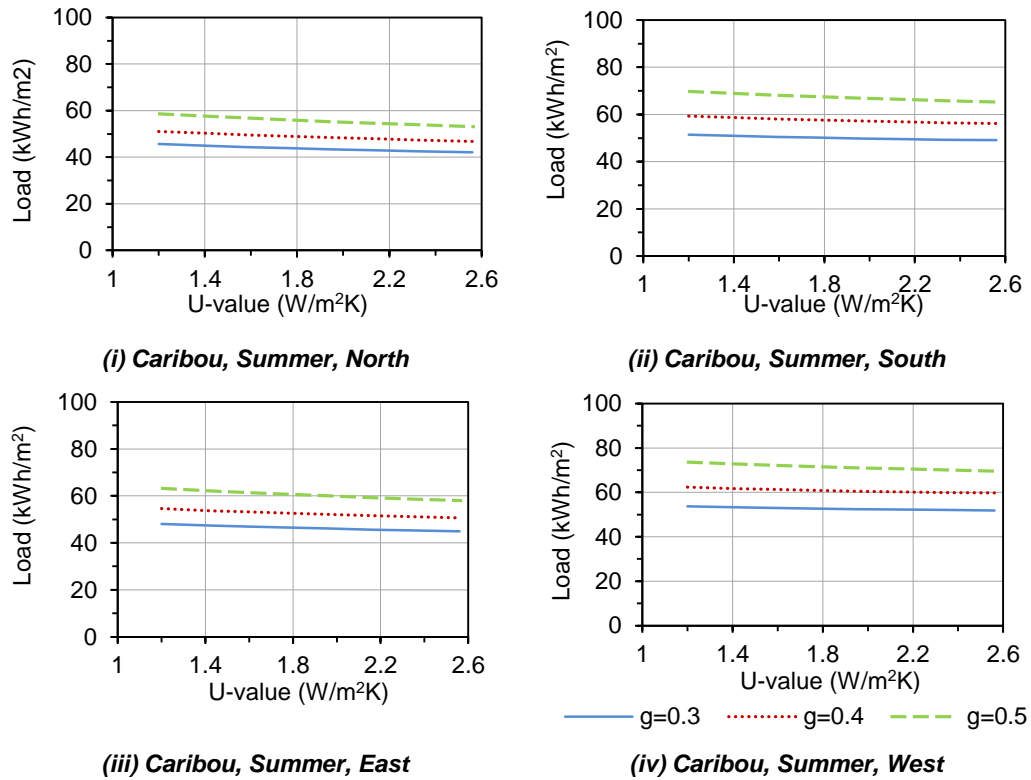 100
80
60
40
20
0
Load (kWh/m2)
1 1.4 1.8 2.2 2.6
U-value (W/m²K)
(i) Caribou, Summer, North
100
80
60
40
20
0
Load (kWh/m²)
1 1.4 1.8 2.2 2.6
U-value (W/m²K)
(ii) Caribou, Summer, South
100
80
60
40
20
0
Load (kWh/m²)
1 1.4 1.8 2.2 2.6
U-value (W/m²K)
(iii) Caribou, Summer, East
100
80
60
40
20
0
Load (kWh/m²)
1 1.4 1.8 2.2 2.6
U-value (W/m²K)
g=0.3 g=0.4 g=0.5
(iv) Caribou, Summer, West